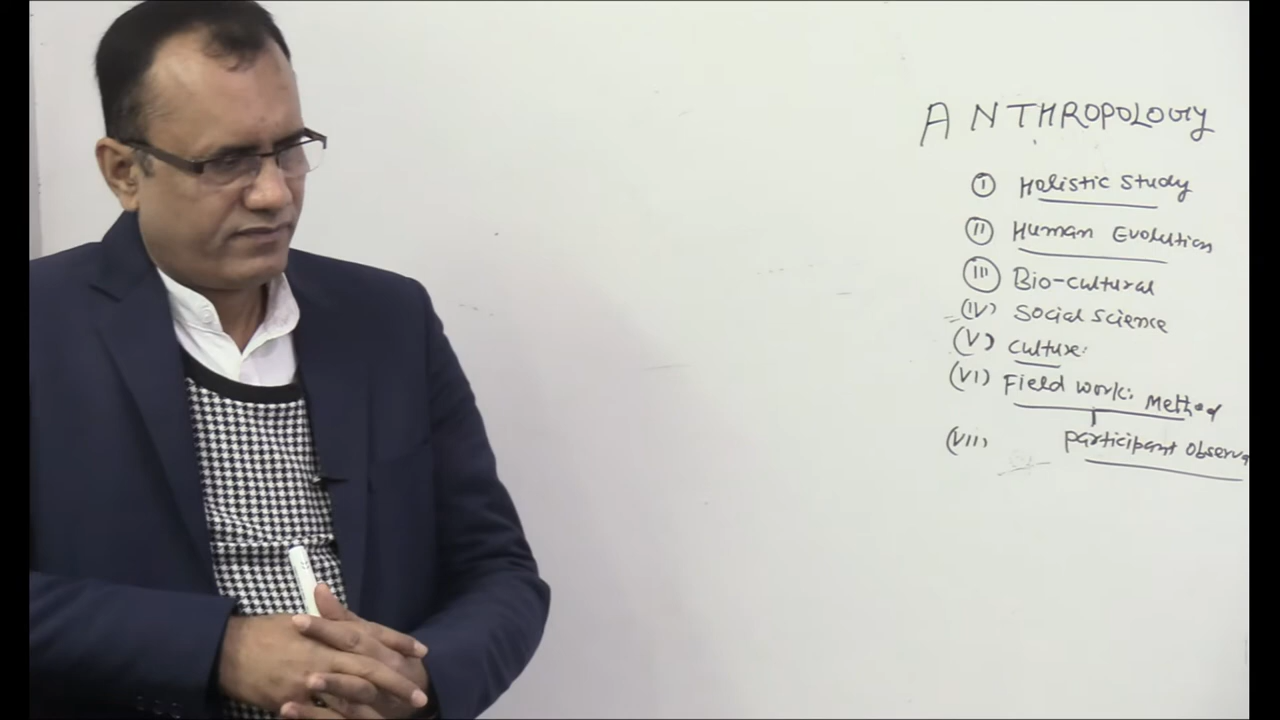 ANTHROPOLOGY
(I) Holistic study
(II) Human Evolution
(III) Bio-cultural
(IV) Social science
(V) culture:
(VI) Field work: Method
(VII) participant observa